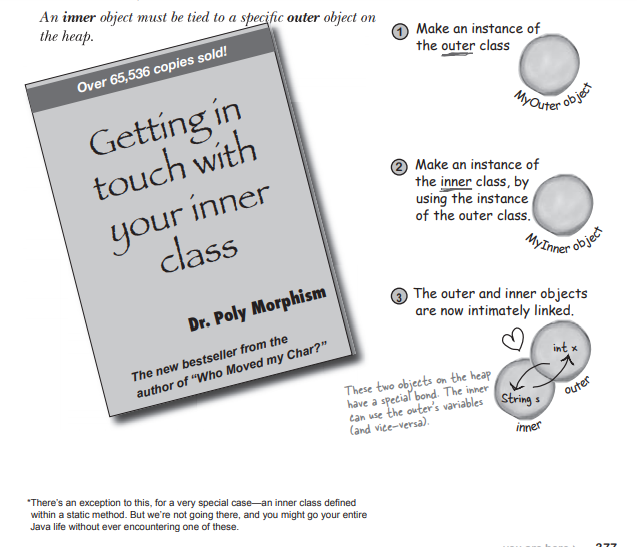 An inner object must be tied to a specific outer object on
the heap.
Over 65,536 copies sold!
Getting in
touch with
your inner
class
Dr. Poly Morphism
The new bestseller from the
author of “Who Moved my Char?”
1 Make an instance of
the outer class
MyOuter object
2 Make an instance of
the inner class, by
using the instance
of the outer class.
MyInner object
3 The outer and inner objects
are now intimately linked.
These two objects on the heap
have a special bond. The inner
can use the outer's variables
(and vice-versa).
int x
String s
outer
inner
*There’s an exception to this, for a very special case—an inner class defined
within a static method. But we’re not going there, and you might go your entire
Java life without ever encountering one of these.